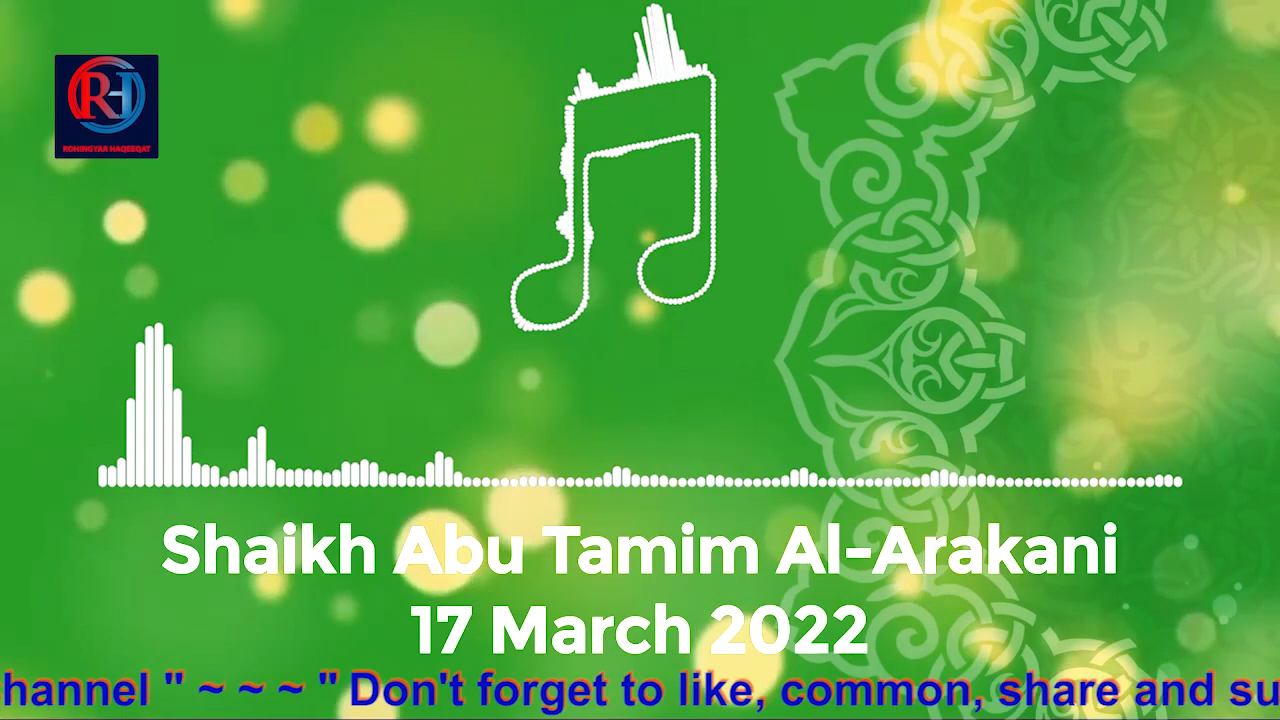 RH
ROHINGYAR HAQEEQAT
Shaikh Abu Tamim Al-Arakani
17 March 2022
hannel " ~ ~ ~ " Don't forget to like, common, share and su